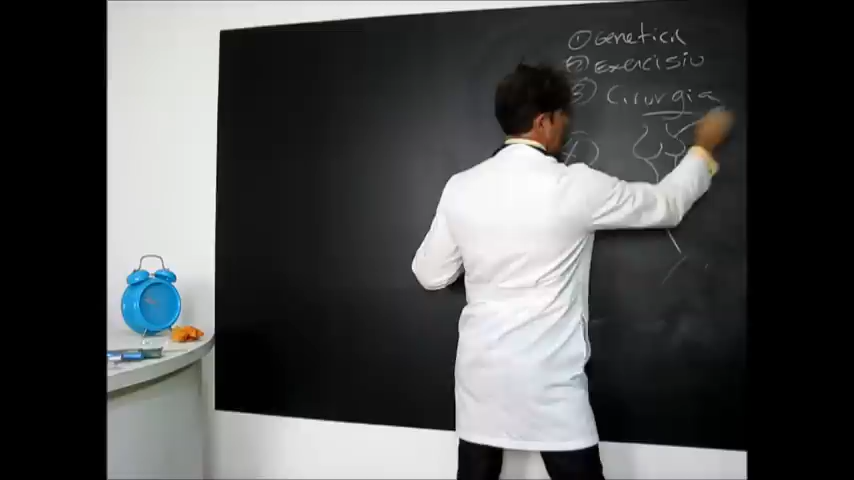 ① Genetica
② Exercisio
3) Cirurgia